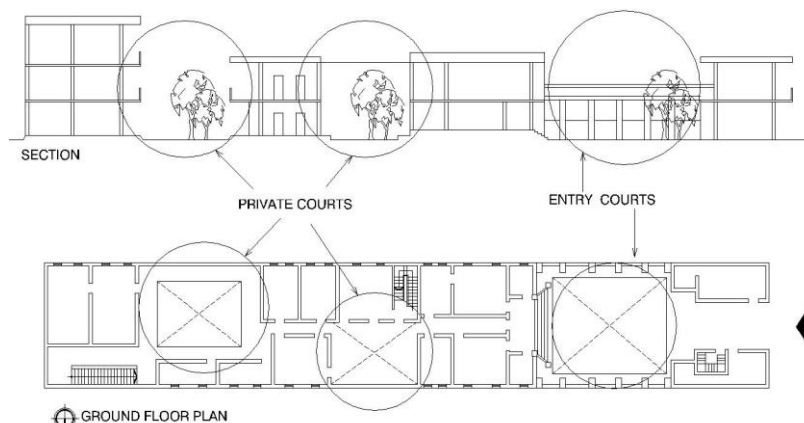 SECTION
PRIVATE COURTS
ENTRY COURTS
GROUND FLOOR PLAN